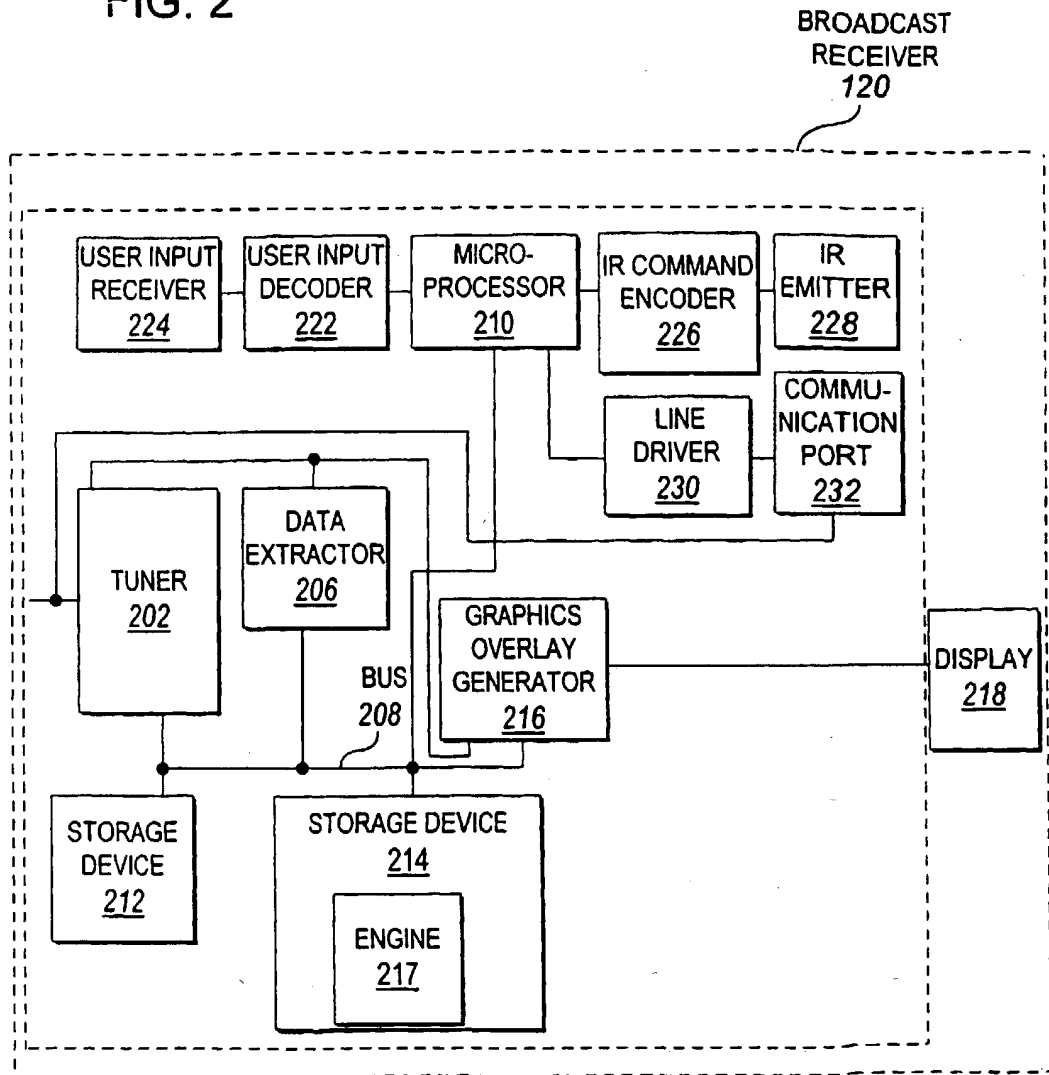 FIG. 2
BROADCAST
RECEIVER
120
USER INPUT
RECEIVER
224
USER INPUT
DECODER
222
MICRO-
PROCESSOR
210
IR COMMAND
ENCODER
226
IR
EMITTER
228
LINE
DRIVER
230
COMMU-
NICATION
PORT
232
TUNER
202
DATA
EXTRACTOR
206
BUS
208
GRAPHICS
OVERLAY
GENERATOR
216
DISPLAY
218
STORAGE
DEVICE
212
STORAGE DEVICE
214
ENGINE
217